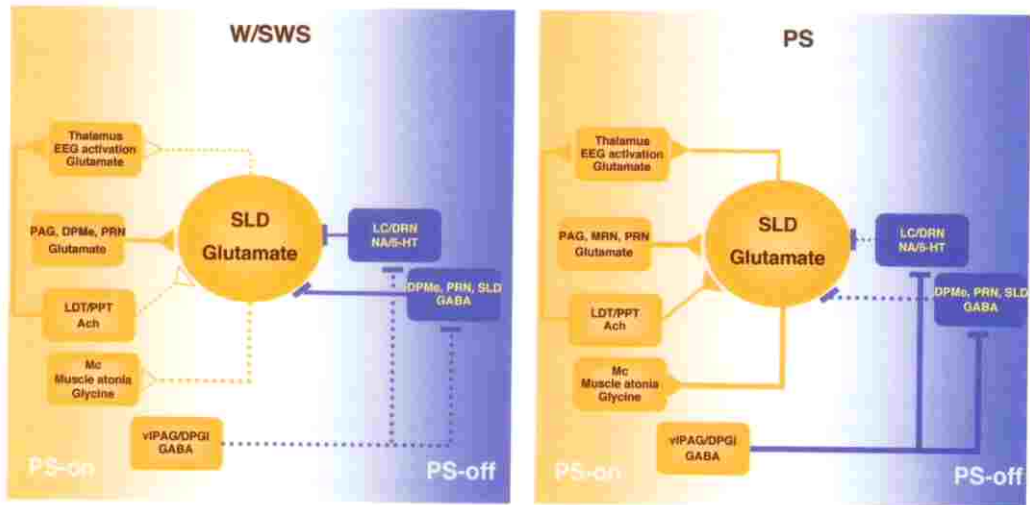 W/SWS
Thalamus
EEG activation
Glutamate
SLD
Glutamate
PAG, DPMe, PRN
Glutamate
LC/DRN
NA/5-HT
DPMe, PRN, SLD
GABA
LDT/PPT
Ach
Mc
Muscle atonia
Glycine
vlPAG/DPGi
GABA
PS-on
PS-off
PS
Thalamus
EEG activation
Glutamate
SLD
Glutamate
PAG, MRN, PRN
Glutamate
LC/DRN
NA/5-HT
DPMe, PRN, SLD
GABA
LDT/PPT
Ach
Mc
Muscle atonia
Glycine
vlPAG/DPGi
GABA
PS-on
PS-off